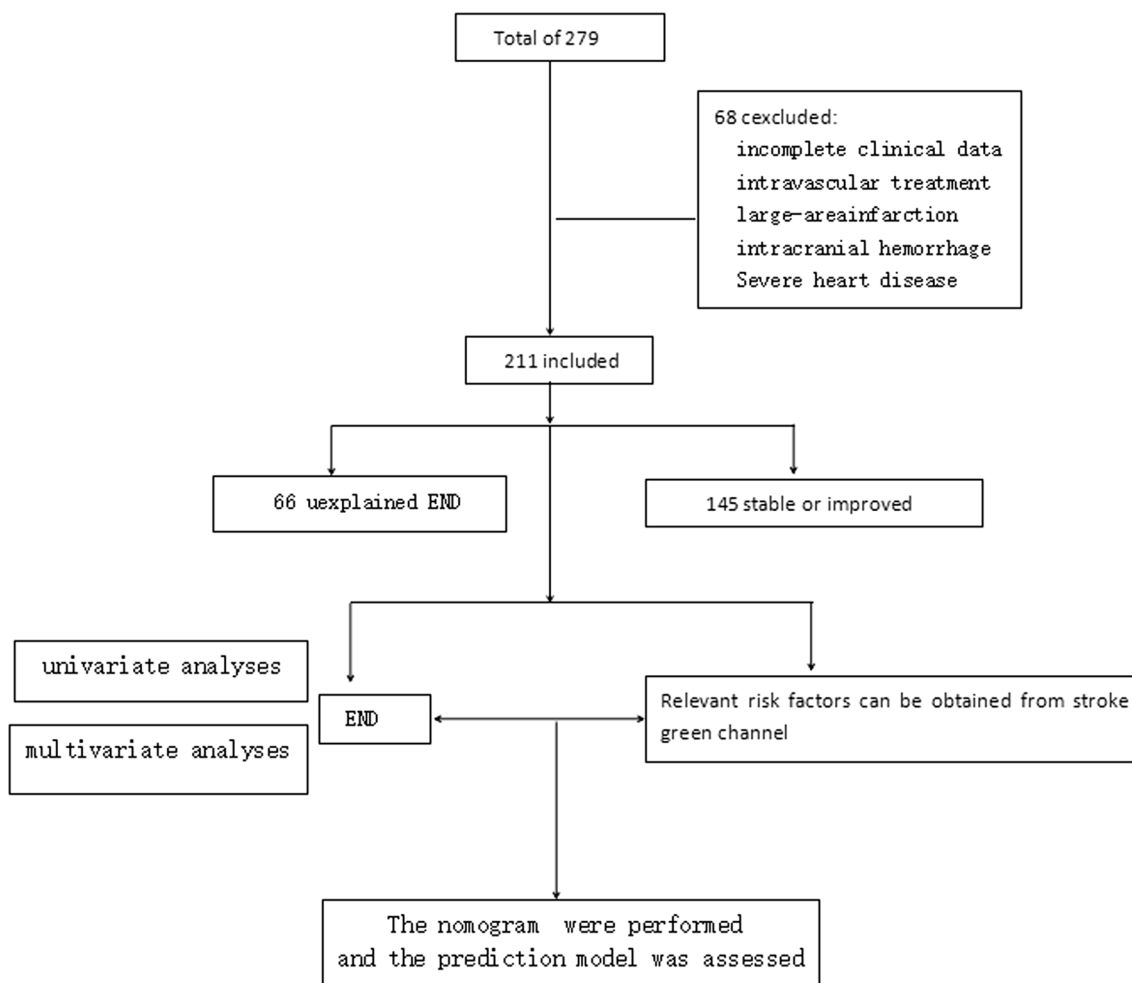 Total of 279
68 cexcluded:
incomplete clinical data
intravascular treatment
large-areainfarction
intracranial hemorrhage
Severe heart disease
211 included
66 uexplained END
145 stable or improved
univariate analyses
multivariate analyses
END
Relevant risk factors can be obtained from stroke
green channel
The nomogram were performed
and the prediction model was assessed